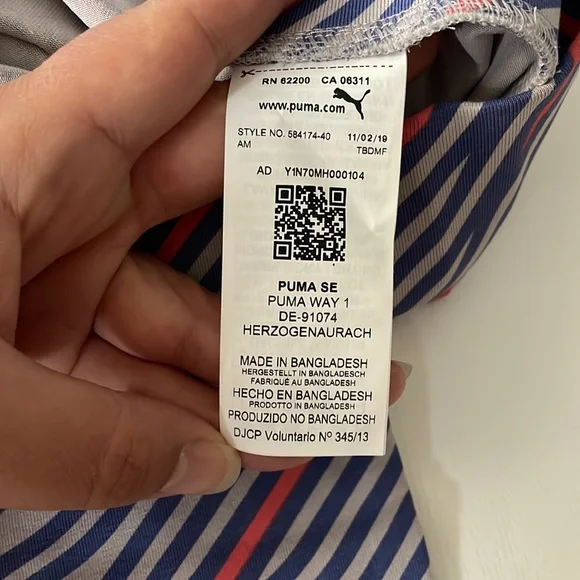 RN 62200 CA 06311
www.puma.com
STYLE NO. 584174-40 11/02/19
AM TBDMF
AD Y1N70MH000104
PUMA SE
PUMA WAY 1
DE-91074
HERZOGENAURACH
MADE IN BANGLADESH
HERGESTELLT IN BANGLADESCH
FABRIQUÉ AU BANGLADESH
HECHO EN BANGLADESH
PRODOTTO IN BANGLADESH
PRODUZIDO NO BANGLADESH
DJCP Voluntario Nº 345/13